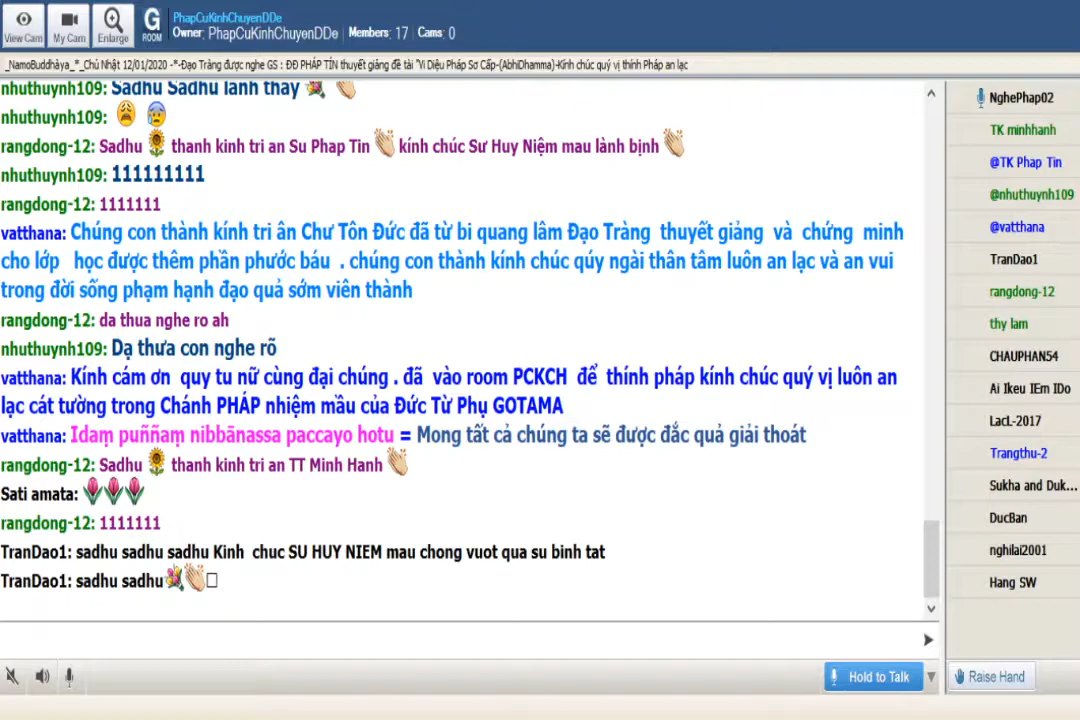 PhapCuKinhChuyenDDe
Owner: PhapCuKinhChuyenDDe Members: 17 Cams: 0
View Cam My Cam Enlarge G ROOM
_NamoBuddhàya_*_Chủ Nhật 12/01/2020 -*-Đạo Tràng được nghe GS : ĐĐ PHÁP TÍN thuyết giảng đề tài "Vi Diệu Pháp Sơ Cấp-(AbhiDhamma)-Kính chúc quý vị thính Pháp an lạc
nhuthuynh109: Sadhu Sadhu lành thay
nhuthuynh109:
rangdong-12: Sadhu thanh kinh tri an Su Phap Tin kính chúc Sư Huy Niệm mau lành bịnh
nhuthuynh109: 111111111
rangdong-12: 1111111
vatthana: Chúng con thành kính tri ân Chư Tôn Đức đã từ bi quang lâm Đạo Tràng thuyết giảng và chứng minh
cho lớp học được thêm phần phước báu . chúng con thành kính chúc qúy ngài thân tâm luôn an lạc và an vui
trong đời sống phạm hạnh đạo quả sớm viên thành
rangdong-12: da thua nghe ro ah
nhuthuynh109: Dạ thưa con nghe rõ
vatthana: Kính cám ơn quy tu nữ cùng đại chúng . đã vào room PCKCH để thính pháp kính chúc quý vị luôn an
lạc cát tường trong Chánh PHÁP nhiệm mầu của Đức Từ Phụ GOTAMA
vatthana: Idaṃ puññaṃ nibbānassa paccayo hotu = Mong tất cả chúng ta sẽ được đắc quả giải thoát
rangdong-12: Sadhu thanh kinh tri an TT Minh Hanh
Sati amata:
rangdong-12: 1111111
TranDao1: sadhu sadhu sadhu Kinh chuc SU HUY NIEM mau chong vuot qua su binh tat
TranDao1: sadhu sadhu
NghePhap02
TK minhhanh
@TK Phap Tin
@nhuthuynh109
@vatthana
TranDao1
rangdong-12
thy lam
CHAUPHAN54
Ai Ikeu IEm IDo
LacL-2017
Trangthu-2
Sukha and Duk...
DucBan
nghilai2001
Hang SW
Hold to Talk
Raise Hand